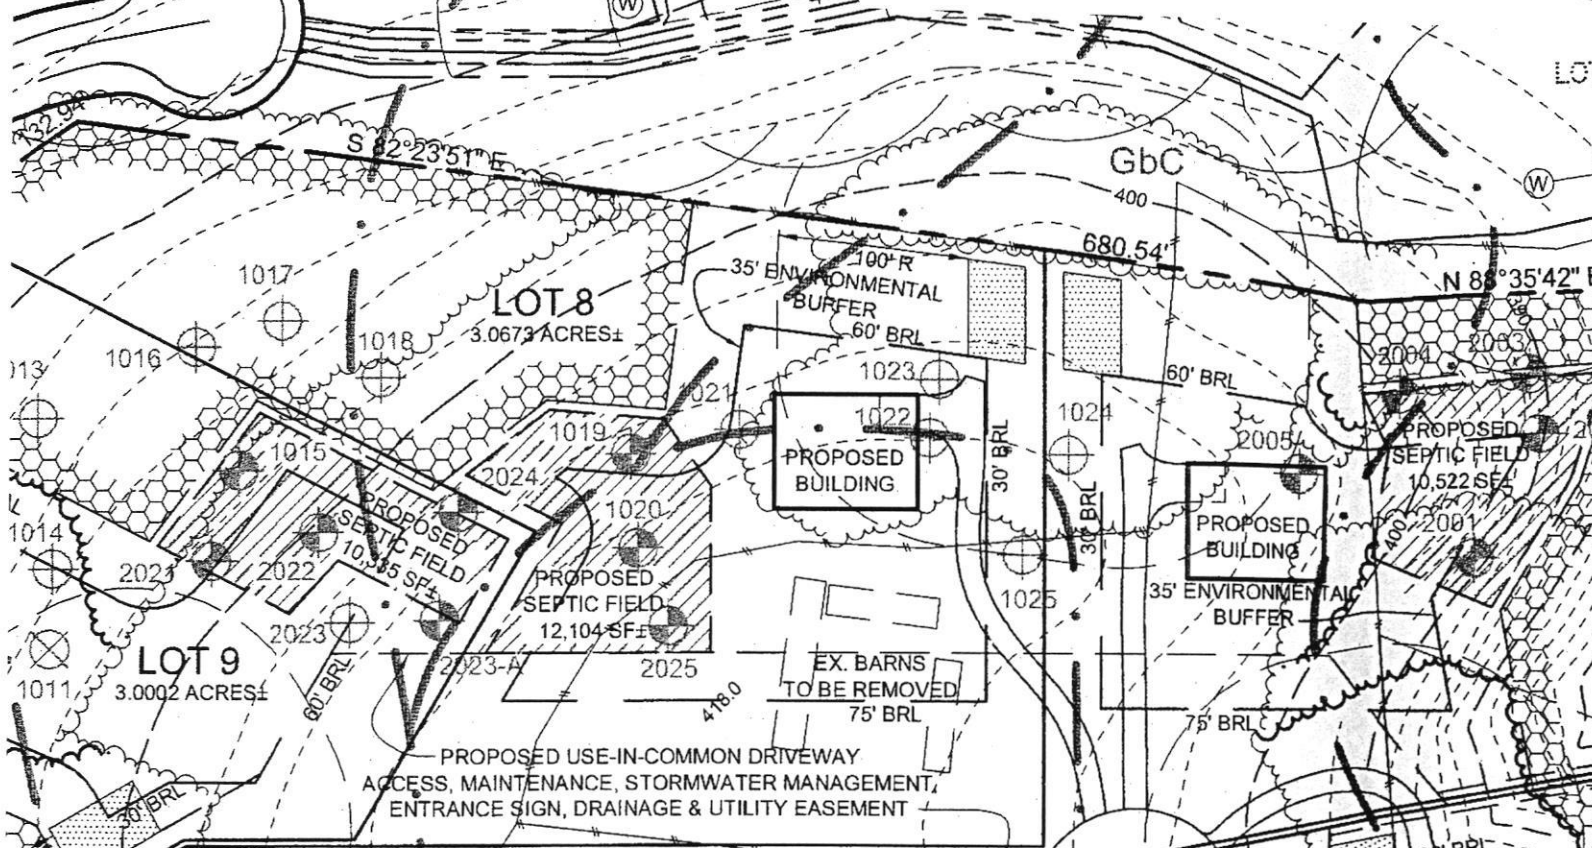 W
132.94'
S 82°23'51" E
LO
GbC
400
W
680.54'
N 88°35'42" E
100' R
35' ENVIRONMENTAL
BUFFER
60' BRL
1017
LOT 8
3.0673 ACRES±
1016
1018
013
1021
1023
60' BRL
2004
2003
1022
1024
1019
1015
2024
2005
PROPOSED
SEPTIC FIELD
10,522 SF±
PROPOSED
BUILDING
30' BRL
30' BRL
PROPOSED
SEPTIC FIELD
10,335 SF±
1020
1014
2021
2022
PROPOSED
BUILDING
400
2001
PROPOSED
SEPTIC FIELD
12,104 SF±
1025
35' ENVIRONMENTAL
BUFFER
2023
LOT 9
3.0002 ACRES±
1011
2023-A
2025
60' BRL
EX. BARNS
TO BE REMOVED
75' BRL
418.0
75' BRL
PROPOSED USE-IN-COMMON DRIVEWAY
ACCESS, MAINTENANCE, STORMWATER MANAGEMENT,
ENTRANCE SIGN, DRAINAGE & UTILITY EASEMENT
30' BRL
BRL